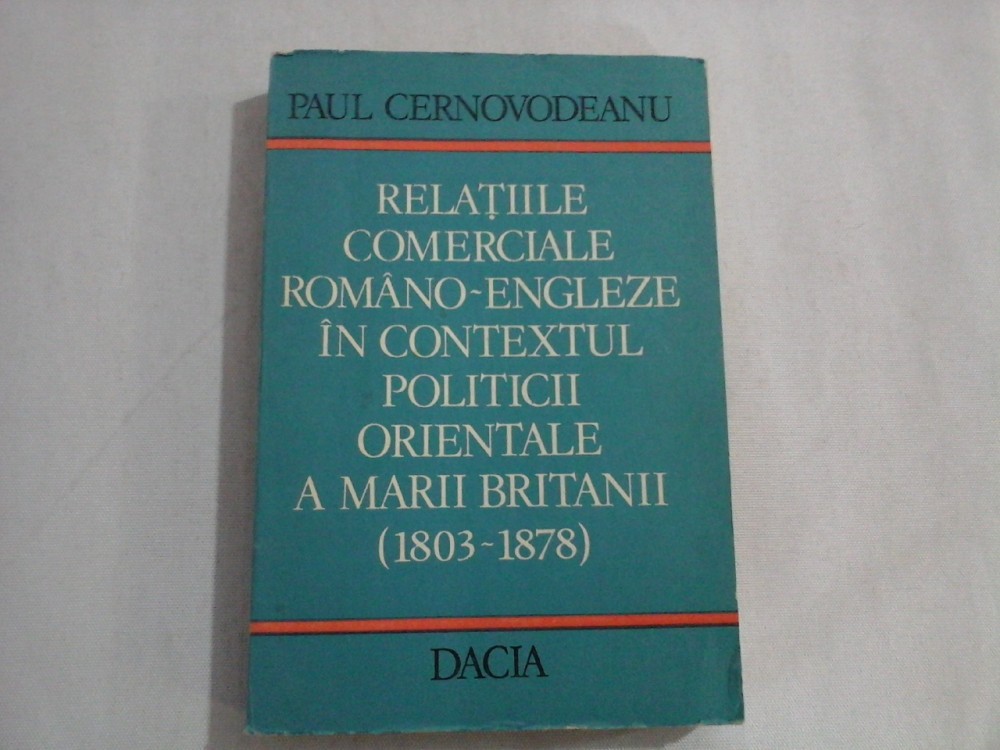 PAUL CERNOVODEANU
RELAȚIILE
COMERCIALE
ROMÂNO-ENGLEZE
ÎN CONTEXTUL
POLITICII
ORIENTALE
A MARII BRITANII
(1803-1878)
DACIA